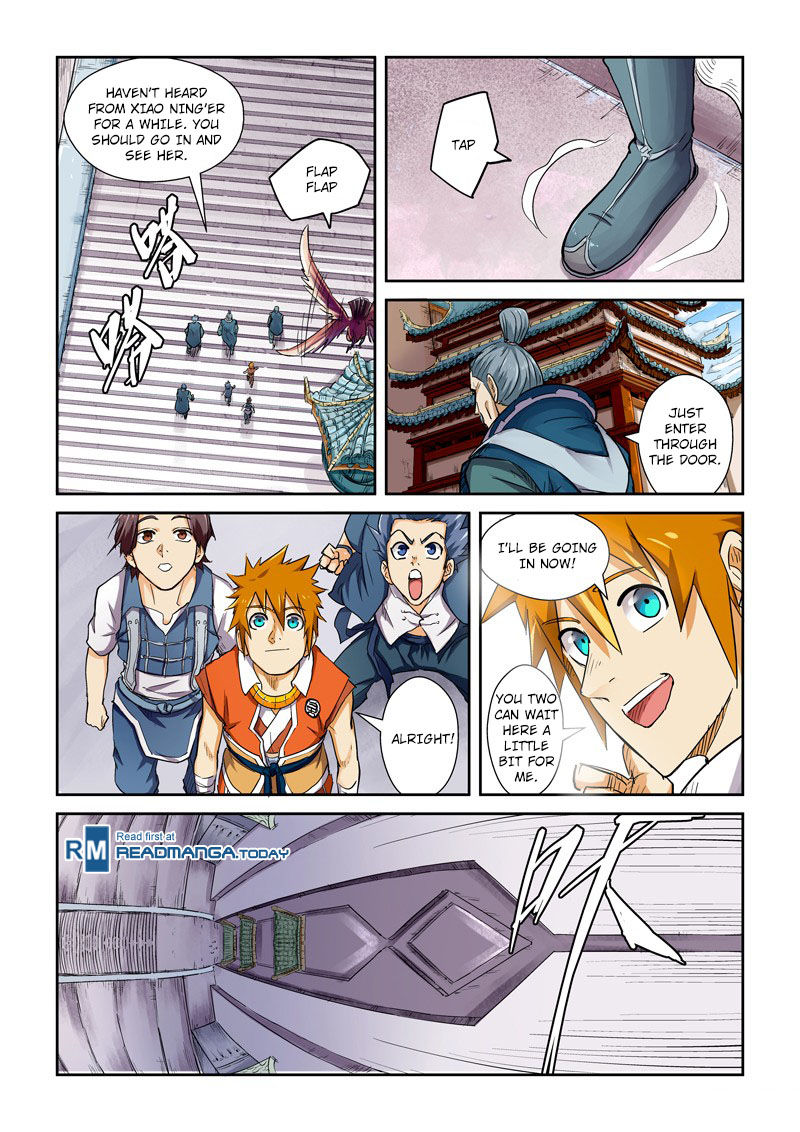 HAVEN'T HEARD
FROM XIAO NING'ER
FOR A WHILE. YOU
SHOULD GO IN AND
SEE HER.
FLAP
FLAP
嗒
嗒
TAP
JUST
ENTER
THROUGH
THE DOOR.
ALRIGHT!
I'LL BE GOING
IN NOW!
YOU TWO
CAN WAIT
HERE A
LITTLE
BIT FOR
ME.
RM
Read first at
READMANGA.TODAY